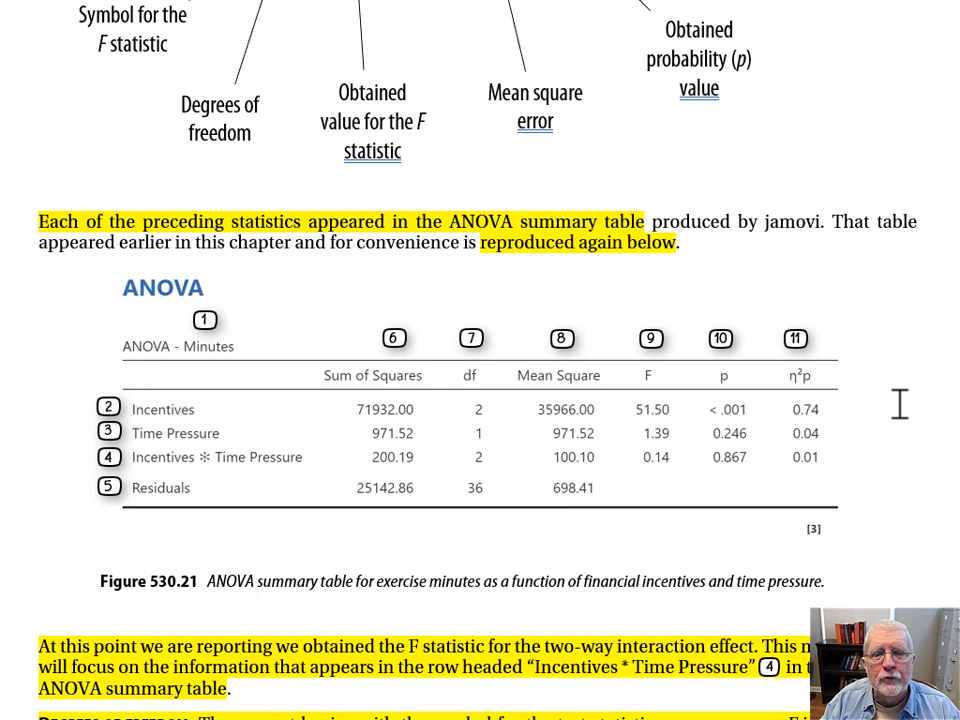 Symbol for the
F statistic
Obtained
probability (p)
value
Degrees of
freedom
Obtained
value for the F
statistic
Mean square
error
Each of the preceding statistics appeared in the ANOVA summary table produced by jamovi. That table
appeared earlier in this chapter and for convenience is reproduced again below.
ANOVA
1
ANOVA - Minutes
6 7 8 9 10 11
Sum of Squares df Mean Square F p η²p
2 Incentives 71932.00 2 35966.00 51.50 < .001 0.74
3 Time Pressure 971.52 1 971.52 1.39 0.246 0.04
4 Incentives ✻ Time Pressure 200.19 2 100.10 0.14 0.867 0.01
5 Residuals 25142.86 36 698.41
[3]
Figure 530.21 ANOVA summary table for exercise minutes as a function of financial incentives and time pressure.
At this point we are reporting we obtained the F statistic for the two-way interaction effect. This
will focus on the information that appears in the row headed “Incentives * Time Pressure” 4 in
ANOVA summary table.